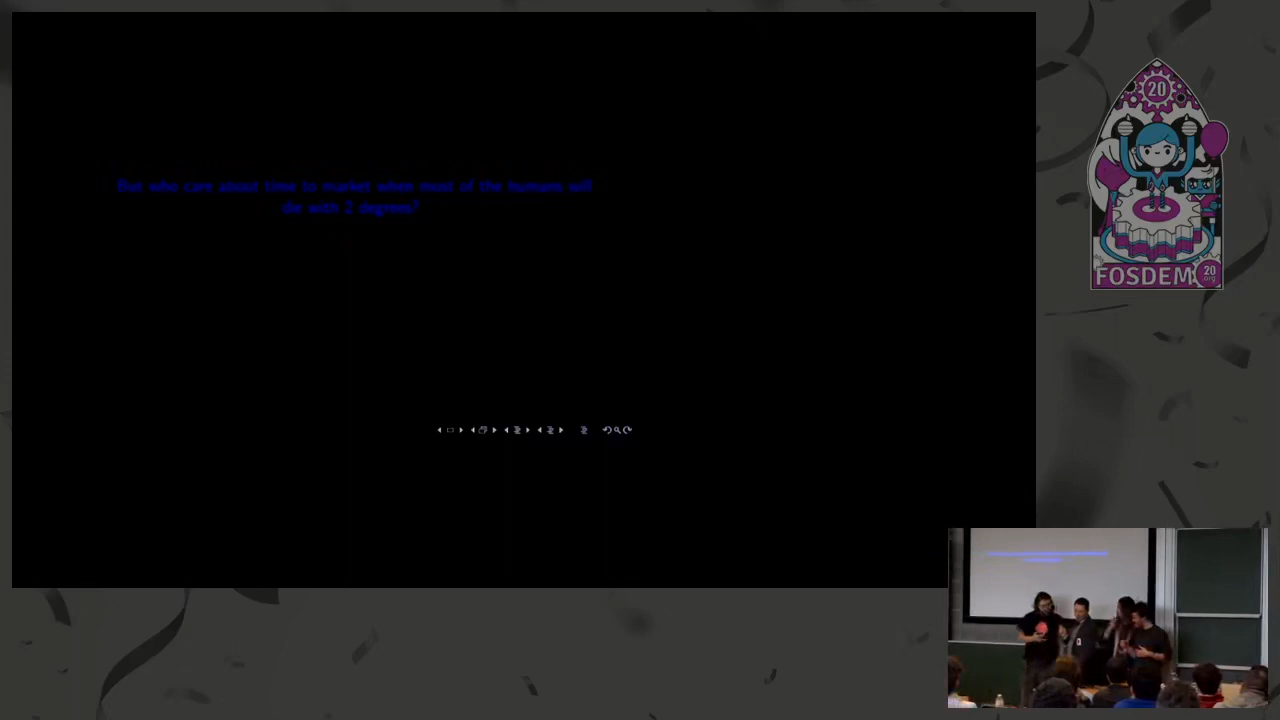 But who care about time to market when most of the humans will
die with 2 degrees?
20
FOSDEM
20
.org